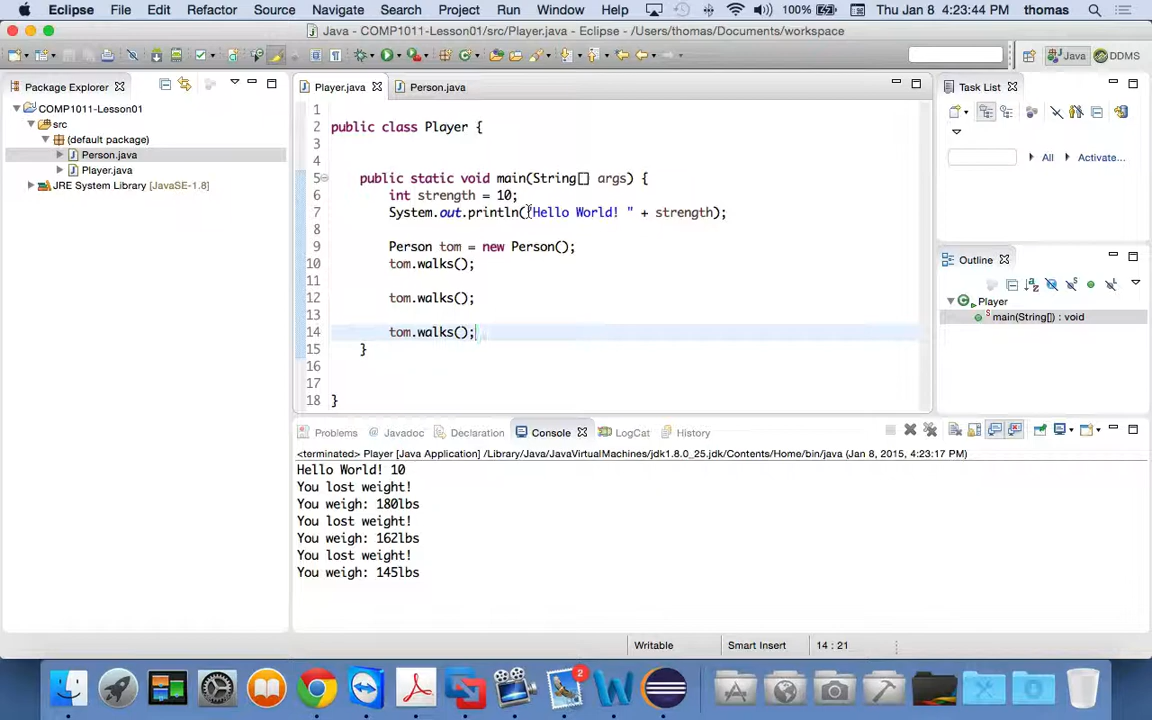 Eclipse File Edit Refactor Source Navigate Search Project Run Window Help 100% Thu Jan 8 4:23:44 PM thomas
Java - COMP1011-Lesson01/src/Player.java - Eclipse - /Users/thomas/Documents/workspace
Java DDMS
Package Explorer
COMP1011-Lesson01
src
(default package)
Person.java
Player.java
JRE System Library [JavaSE-1.8]
Player.java Person.java
1
2 public class Player {
3
4
5 public static void main(String[] args) {
6 int strength = 10;
7 System.out.println("Hello World! " + strength);
8
9 Person tom = new Person();
10 tom.walks();
11
12 tom.walks();
13
14 tom.walks();
15 }
16
17
18 }
Task List
All Activate...
Outline
Player
main(String[]) : void
Problems Javadoc Declaration Console LogCat History
<terminated> Player [Java Application] /Library/Java/JavaVirtualMachines/jdk1.8.0_25.jdk/Contents/Home/bin/java (Jan 8, 2015, 4:23:17 PM)
Hello World! 10
You lost weight!
You weigh: 180lbs
You lost weight!
You weigh: 162lbs
You lost weight!
You weigh: 145lbs
Writable Smart Insert 14 : 21
2